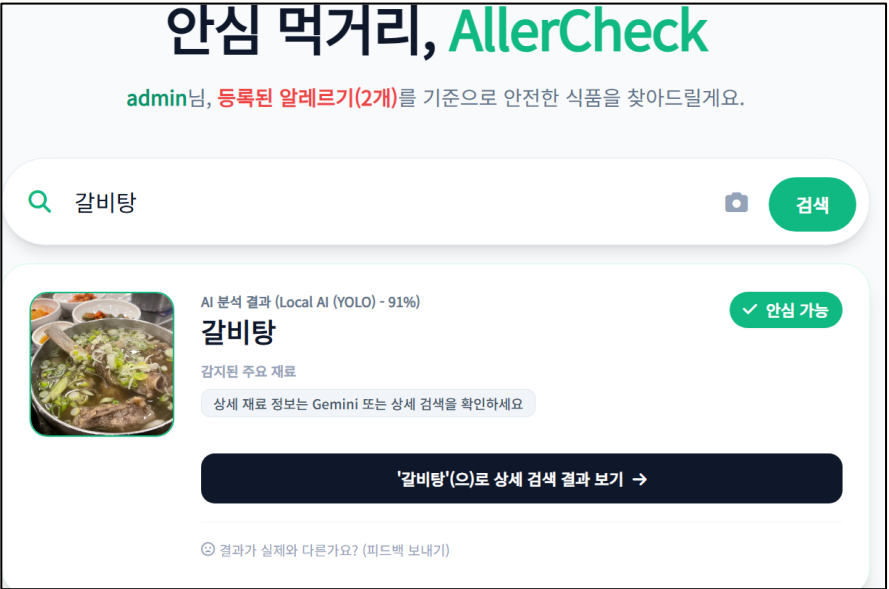 안심 먹거리, AllerCheck
admin님, 등록된 알레르기(2개)를 기준으로 안전한 식품을 찾아드릴게요.
갈비탕
검색
AI 분석 결과 (Local AI (YOLO) - 91%)
안심 가능
갈비탕
감지된 주요 재료
상세 재료 정보는 Gemini 또는 상세 검색을 확인하세요
'갈비탕'(으)로 상세 검색 결과 보기 →
결과가 실제와 다른가요? (피드백 보내기)